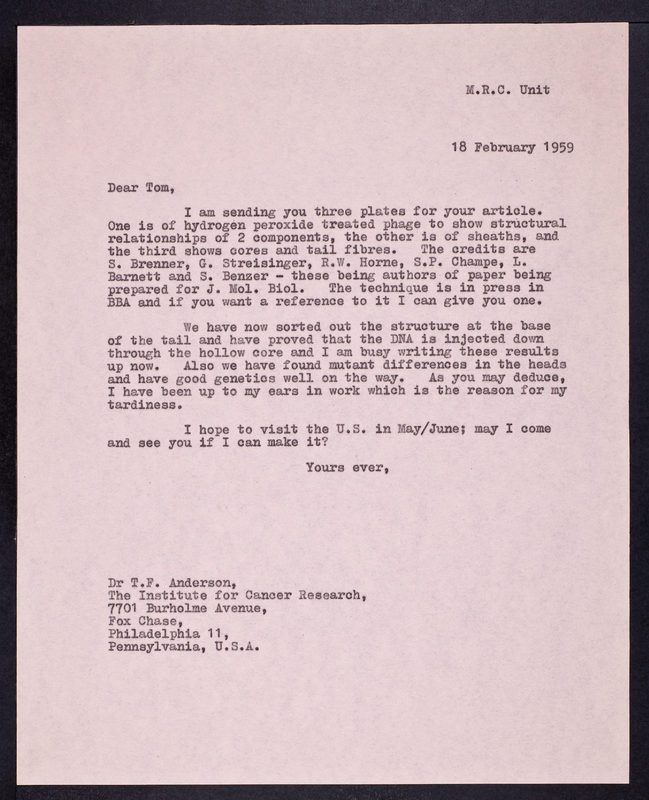 M.R.C. Unit
18 February 1959
Dear Tom,
I am sending you three plates for your article.
One is of hydrogen peroxide treated phage to show structural
relationships of 2 components, the other is of sheaths, and
the third shows cores and tail fibres. The credits are
S. Brenner, G. Streisinger, R.W. Horne, S.P. Champe, L.
Barnett and S. Benzer - these being authors of paper being
prepared for J. Mol. Biol. The technique is in press in
BBA and if you want a reference to it I can give you one.
We have now sorted out the structure at the base
of the tail and have proved that the DNA is injected down
through the hollow core and I am busy writing these results
up now. Also we have found mutant differences in the heads
and have good genetics well on the way. As you may deduce,
I have been up to my ears in work which is the reason for my
tardiness.
I hope to visit the U.S. in May/June; may I come
and see you if I can make it?
Yours ever,
Dr T.F. Anderson,
The Institute for Cancer Research,
7701 Burholme Avenue,
Fox Chase,
Philadelphia 11,
Pennsylvania, U.S.A.